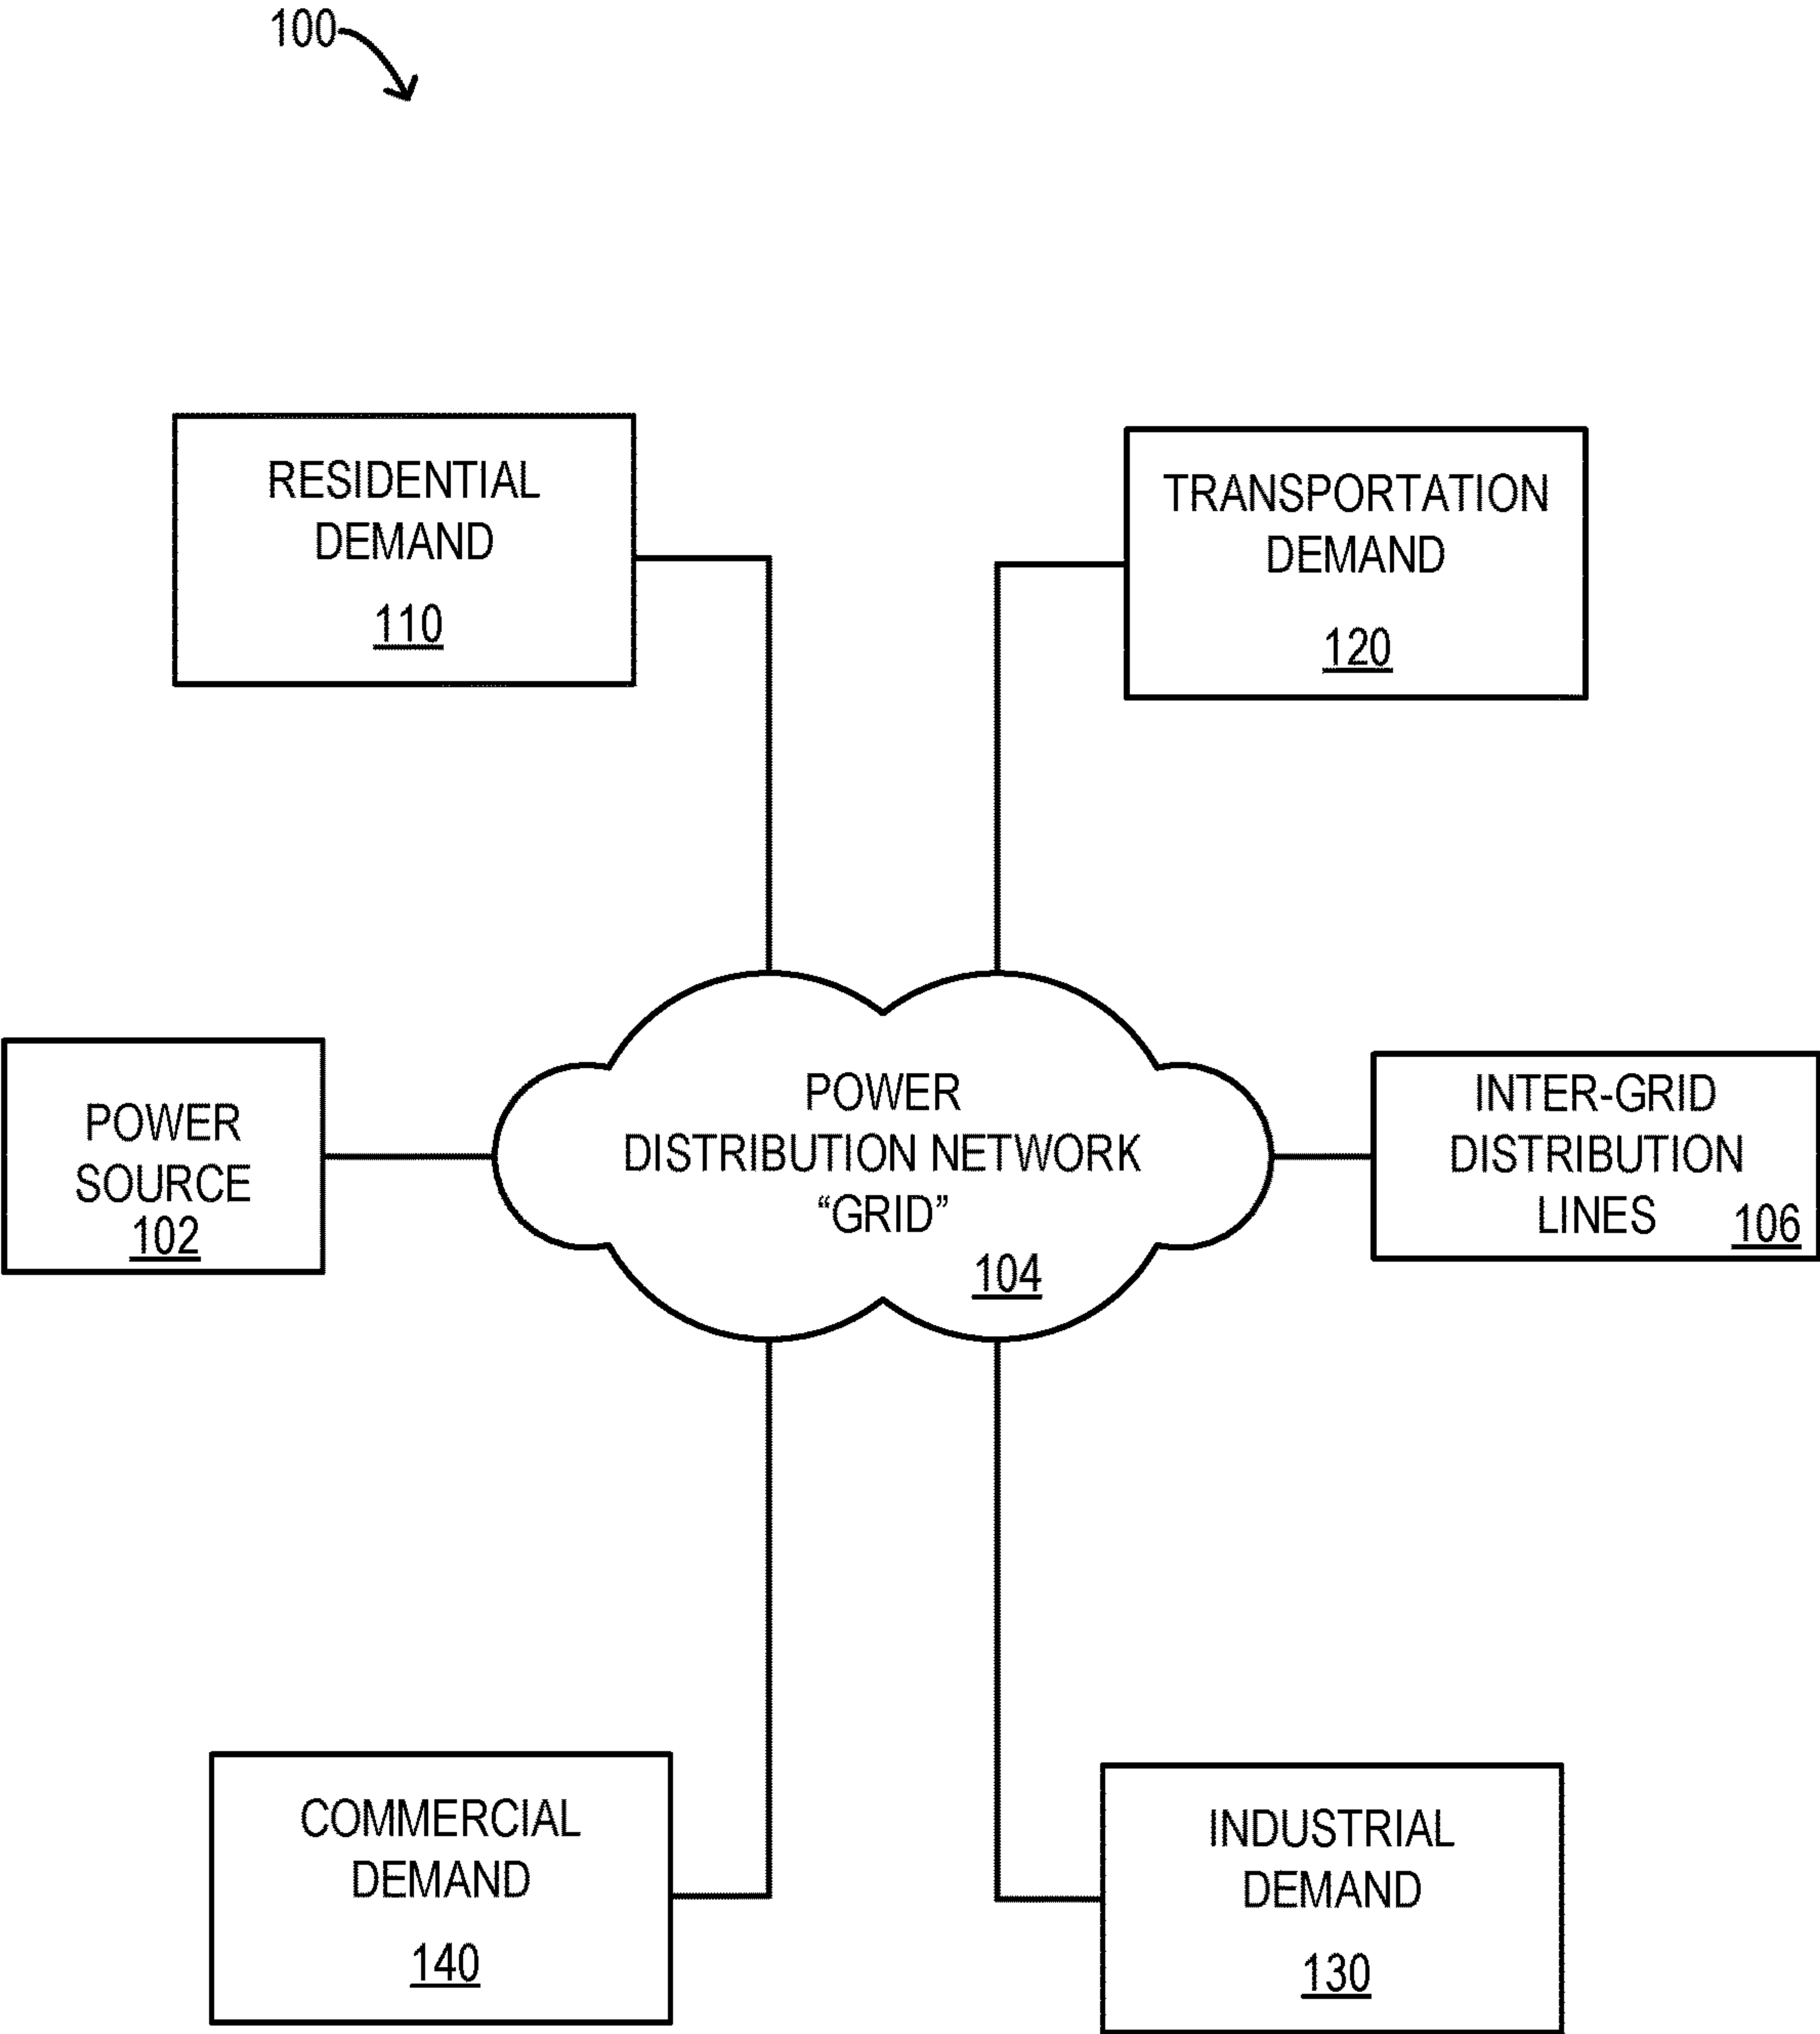 100
RESIDENTIAL
DEMAND
110
TRANSPORTATION
DEMAND
120
POWER
SOURCE
102
POWER
DISTRIBUTION NETWORK
“GRID”
104
INTER-GRID
DISTRIBUTION
LINES
106
COMMERCIAL
DEMAND
140
INDUSTRIAL
DEMAND
130